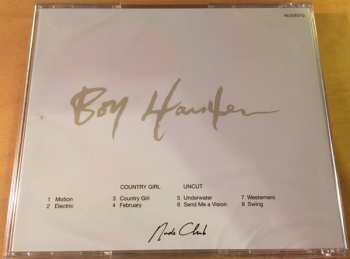 Boy Harsher
COUNTRY GIRL UNCUT
1 Motion 3 Country Girl 5 Underwater 7 Westerners
2 Electric 4 February 6 Send Me a Vision 8 Swing
Nude Club